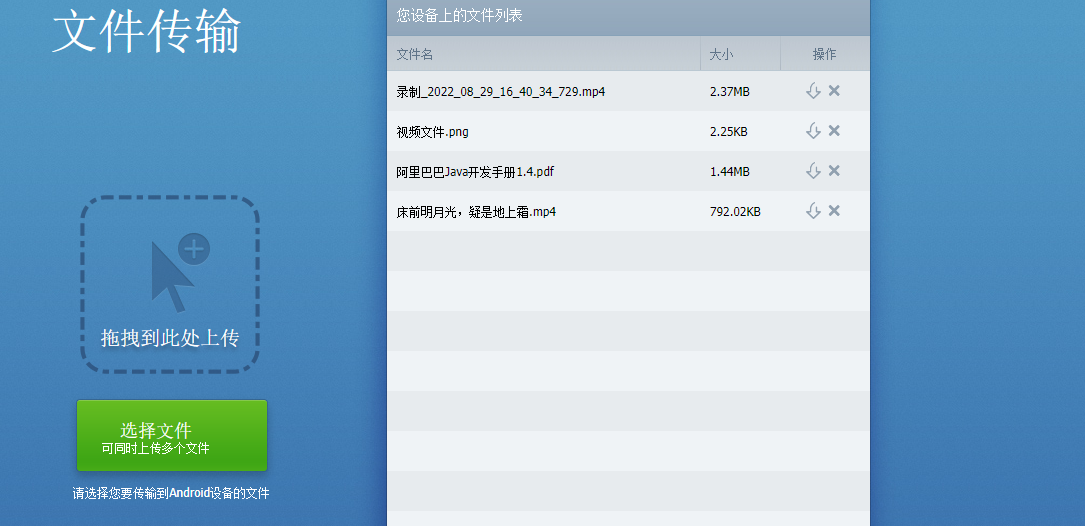 文件传输
拖拽到此处上传
选择文件
可同时上传多个文件
请选择您要传输到Android设备的文件
您设备上的文件列表
文件名 大小 操作
录制_2022_08_29_16_40_34_729.mp4 2.37MB
视频文件.png 2.25KB
阿里巴巴Java开发手册1.4.pdf 1.44MB
床前明月光，疑是地上霜.mp4 792.02KB